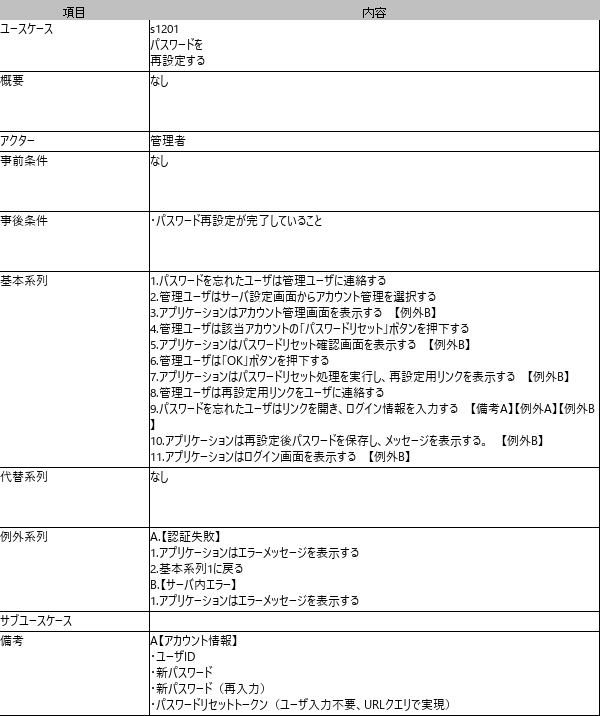 項目 内容
ユースケース s1201
パスワードを
再設定する
概要 なし
アクター 管理者
事前条件 なし
事後条件 ・パスワード再設定が完了していること
基本系列 1.パスワードを忘れたユーザは管理ユーザに連絡する
2.管理ユーザはサーバ設定画面からアカウント管理を選択する
3.アプリケーションはアカウント管理画面を表示する 【例外B】
4.管理ユーザは該当アカウントの「パスワードリセット」ボタンを押下する
5.アプリケーションはパスワードリセット確認画面を表示する 【例外B】
6.管理ユーザは「OK」ボタンを押下する
7.アプリケーションはパスワードリセット処理を実行し、再設定用リンクを表示する 【例外B】
8.管理ユーザは再設定用リンクをユーザに連絡する
9.パスワードを忘れたユーザはリンクを開き、ログイン情報を入力する 【備考A】【例外A】【例外B
】
10.アプリケーションは再設定後パスワードを保存し、メッセージを表示する。 【例外B】
11.アプリケーションはログイン画面を表示する 【例外B】
代替系列 なし
例外系列 A.【認証失敗】
1.アプリケーションはエラーメッセージを表示する
2.基本系列1に戻る
B.【サーバ内エラー】
1.アプリケーションはエラーメッセージを表示する
サブユースケース
備考 A【アカウント情報】
・ユーザID
・新パスワード
・新パスワード（再入力）
・パスワードリセットトークン（ユーザ入力不要、URLクエリで実現）